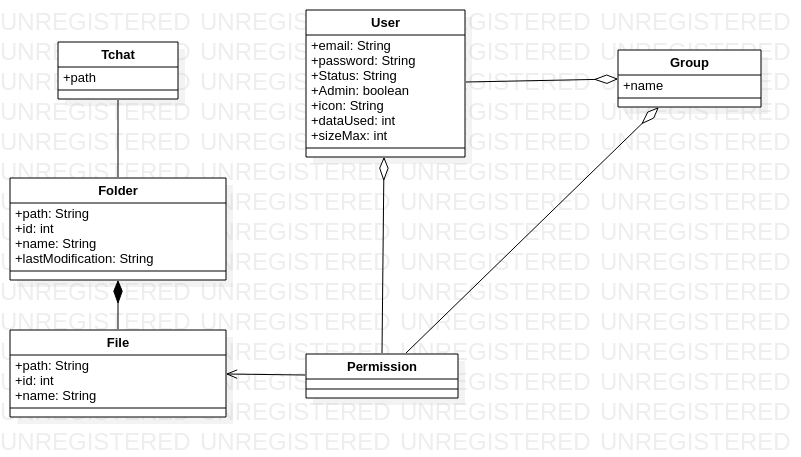 User
+email: String
+password: String
+Status: String
+Admin: boolean
+icon: String
+dataUsed: int
+sizeMax: int
Tchat
+path
Group
+name
Folder
+path: String
+id: int
+name: String
+lastModification: String
File
+path: String
+id: int
+name: String
Permission
UNREGISTERED